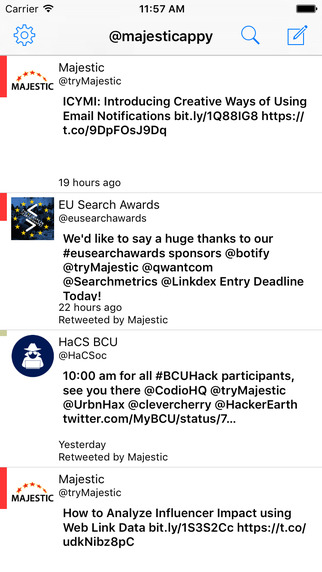 Carrier 11:57 AM
@majesticappy
Majestic
@tryMajestic
MAJESTIC
ICYMI: Introducing Creative Ways of Using
Email Notifications bit.ly/1Q88IG8 https://
t.co/9DpFOsJ9Dq
19 hours ago
EU Search Awards
@eusearchawards
We'd like to say a huge thanks to our
#eusearchawards sponsors @botify
@tryMajestic @qwantcom
@Searchmetrics @Linkdex Entry Deadline
Today!
22 hours ago
Retweeted by Majestic
HaCS BCU
@HaCSoc
10:00 am for all #BCUHack participants,
see you there @CodioHQ @tryMajestic
@UrbnHax @clevercherry @HackerEarth
twitter.com/MyBCU/status/7...
Yesterday
Retweeted by Majestic
Majestic
@tryMajestic
MAJESTIC
How to Analyze Influencer Impact using
Web Link Data bit.ly/1S3S2Cc https://t.co/
udkNibz8pC